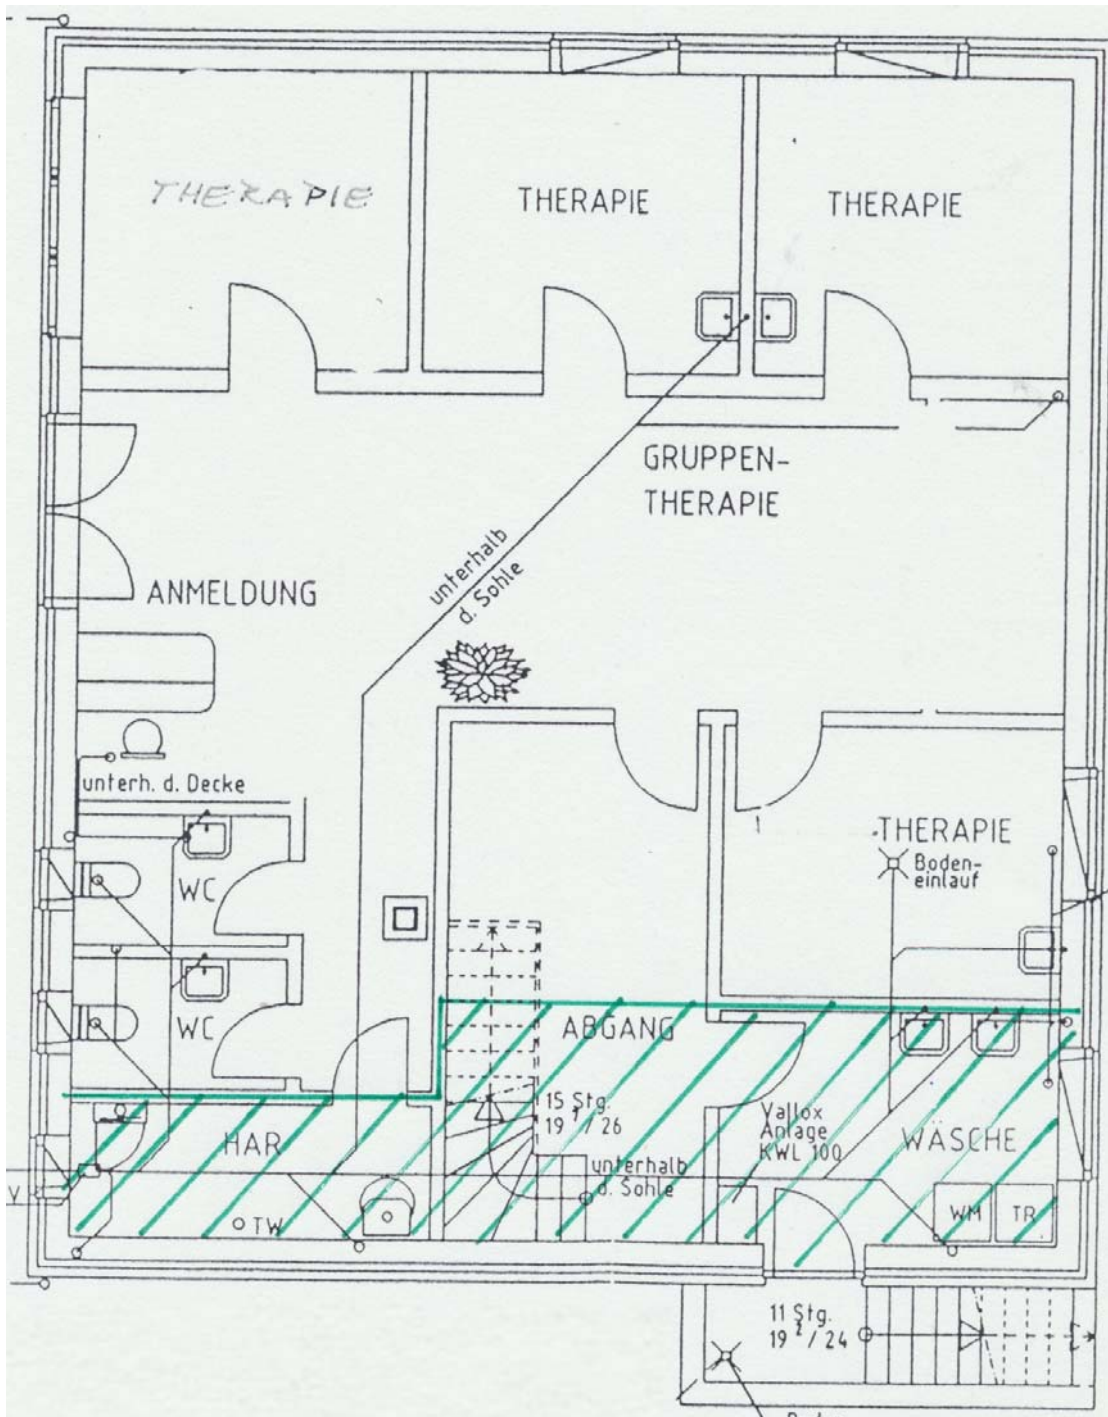 THERAPIE
THERAPIE
THERAPIE
GRUPPEN-
THERAPIE
unterhalb
d. Sohle
ANMELDUNG
unterh. d. Decke
WC
THERAPIE
Boden-
einlauf
WC
ABGANG
15 Stg.
19 1/26
Vallox
Anlage
KWL 100
HAR
WÄSCHE
unterhalb
d. Sohle
V
TW
WM
TR
11 Stg.
19 2/24